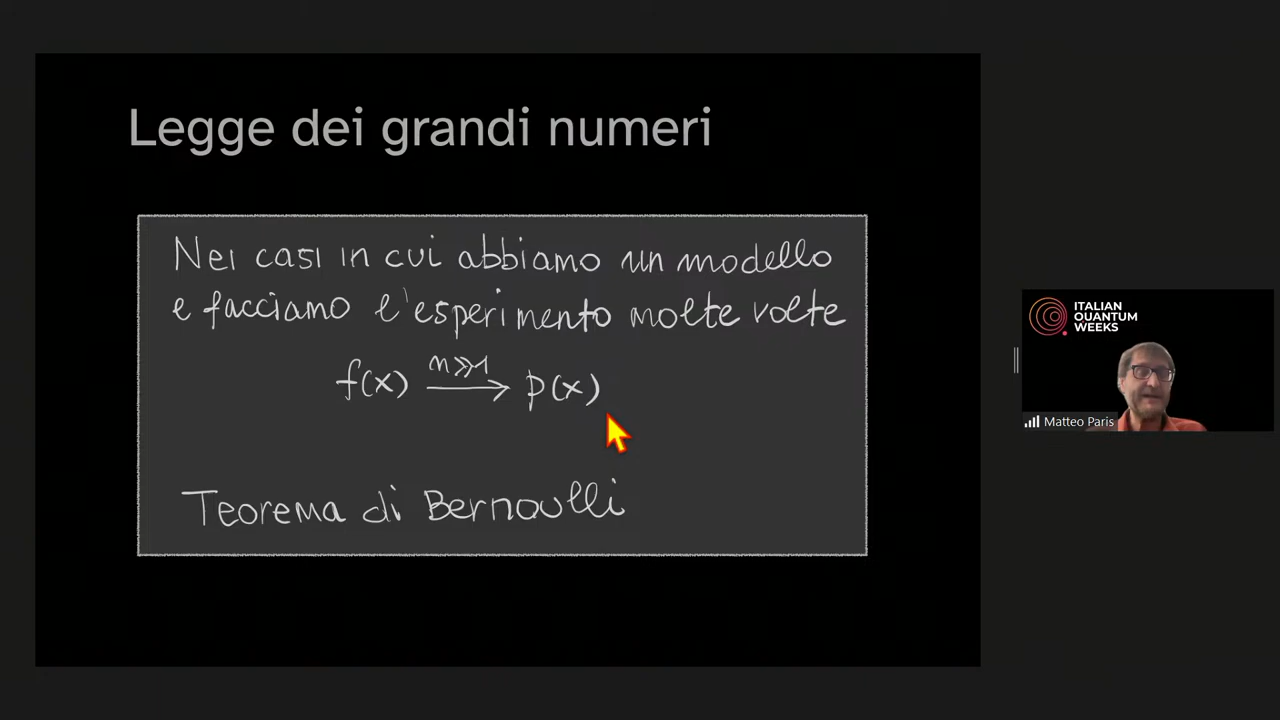 Legge dei grandi numeri
Nei casi in cui abbiamo un modello
e facciamo l'esperimento molte volte
f(x) n≫1 → p(x)
Teorema di Bernoulli
ITALIAN
QUANTUM
WEEKS
Matteo Paris